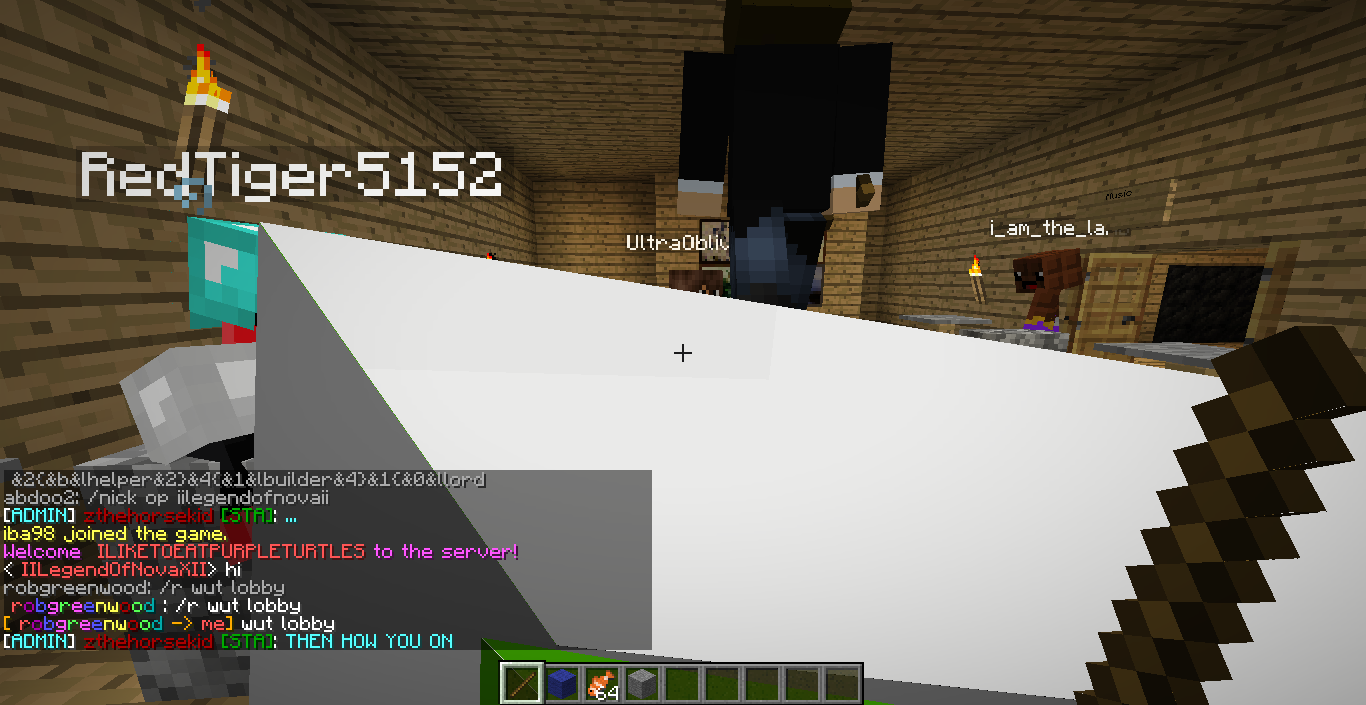 RedTiger5152
UltraObliv
i_am_the_la.
Music
&2{&b&lhelper&2}&4{&1&lbuilder&4}&1{&0&llord
abdoo2: /nick op iilegendofnovaii
[ADMIN] zthehorsekid [STA]: ...
iba98 joined the game.
Welcome ILIKETOEATPURPLETURTLES to the server!
< IILegendOfNovaXII> hi
robgreenwood: /r wut lobby
robgreenwood : /r wut lobby
[ robgreenwood -> me] wut lobby
[ADMIN] zthehorsekid [STA]: THEN HOW YOU ON
64